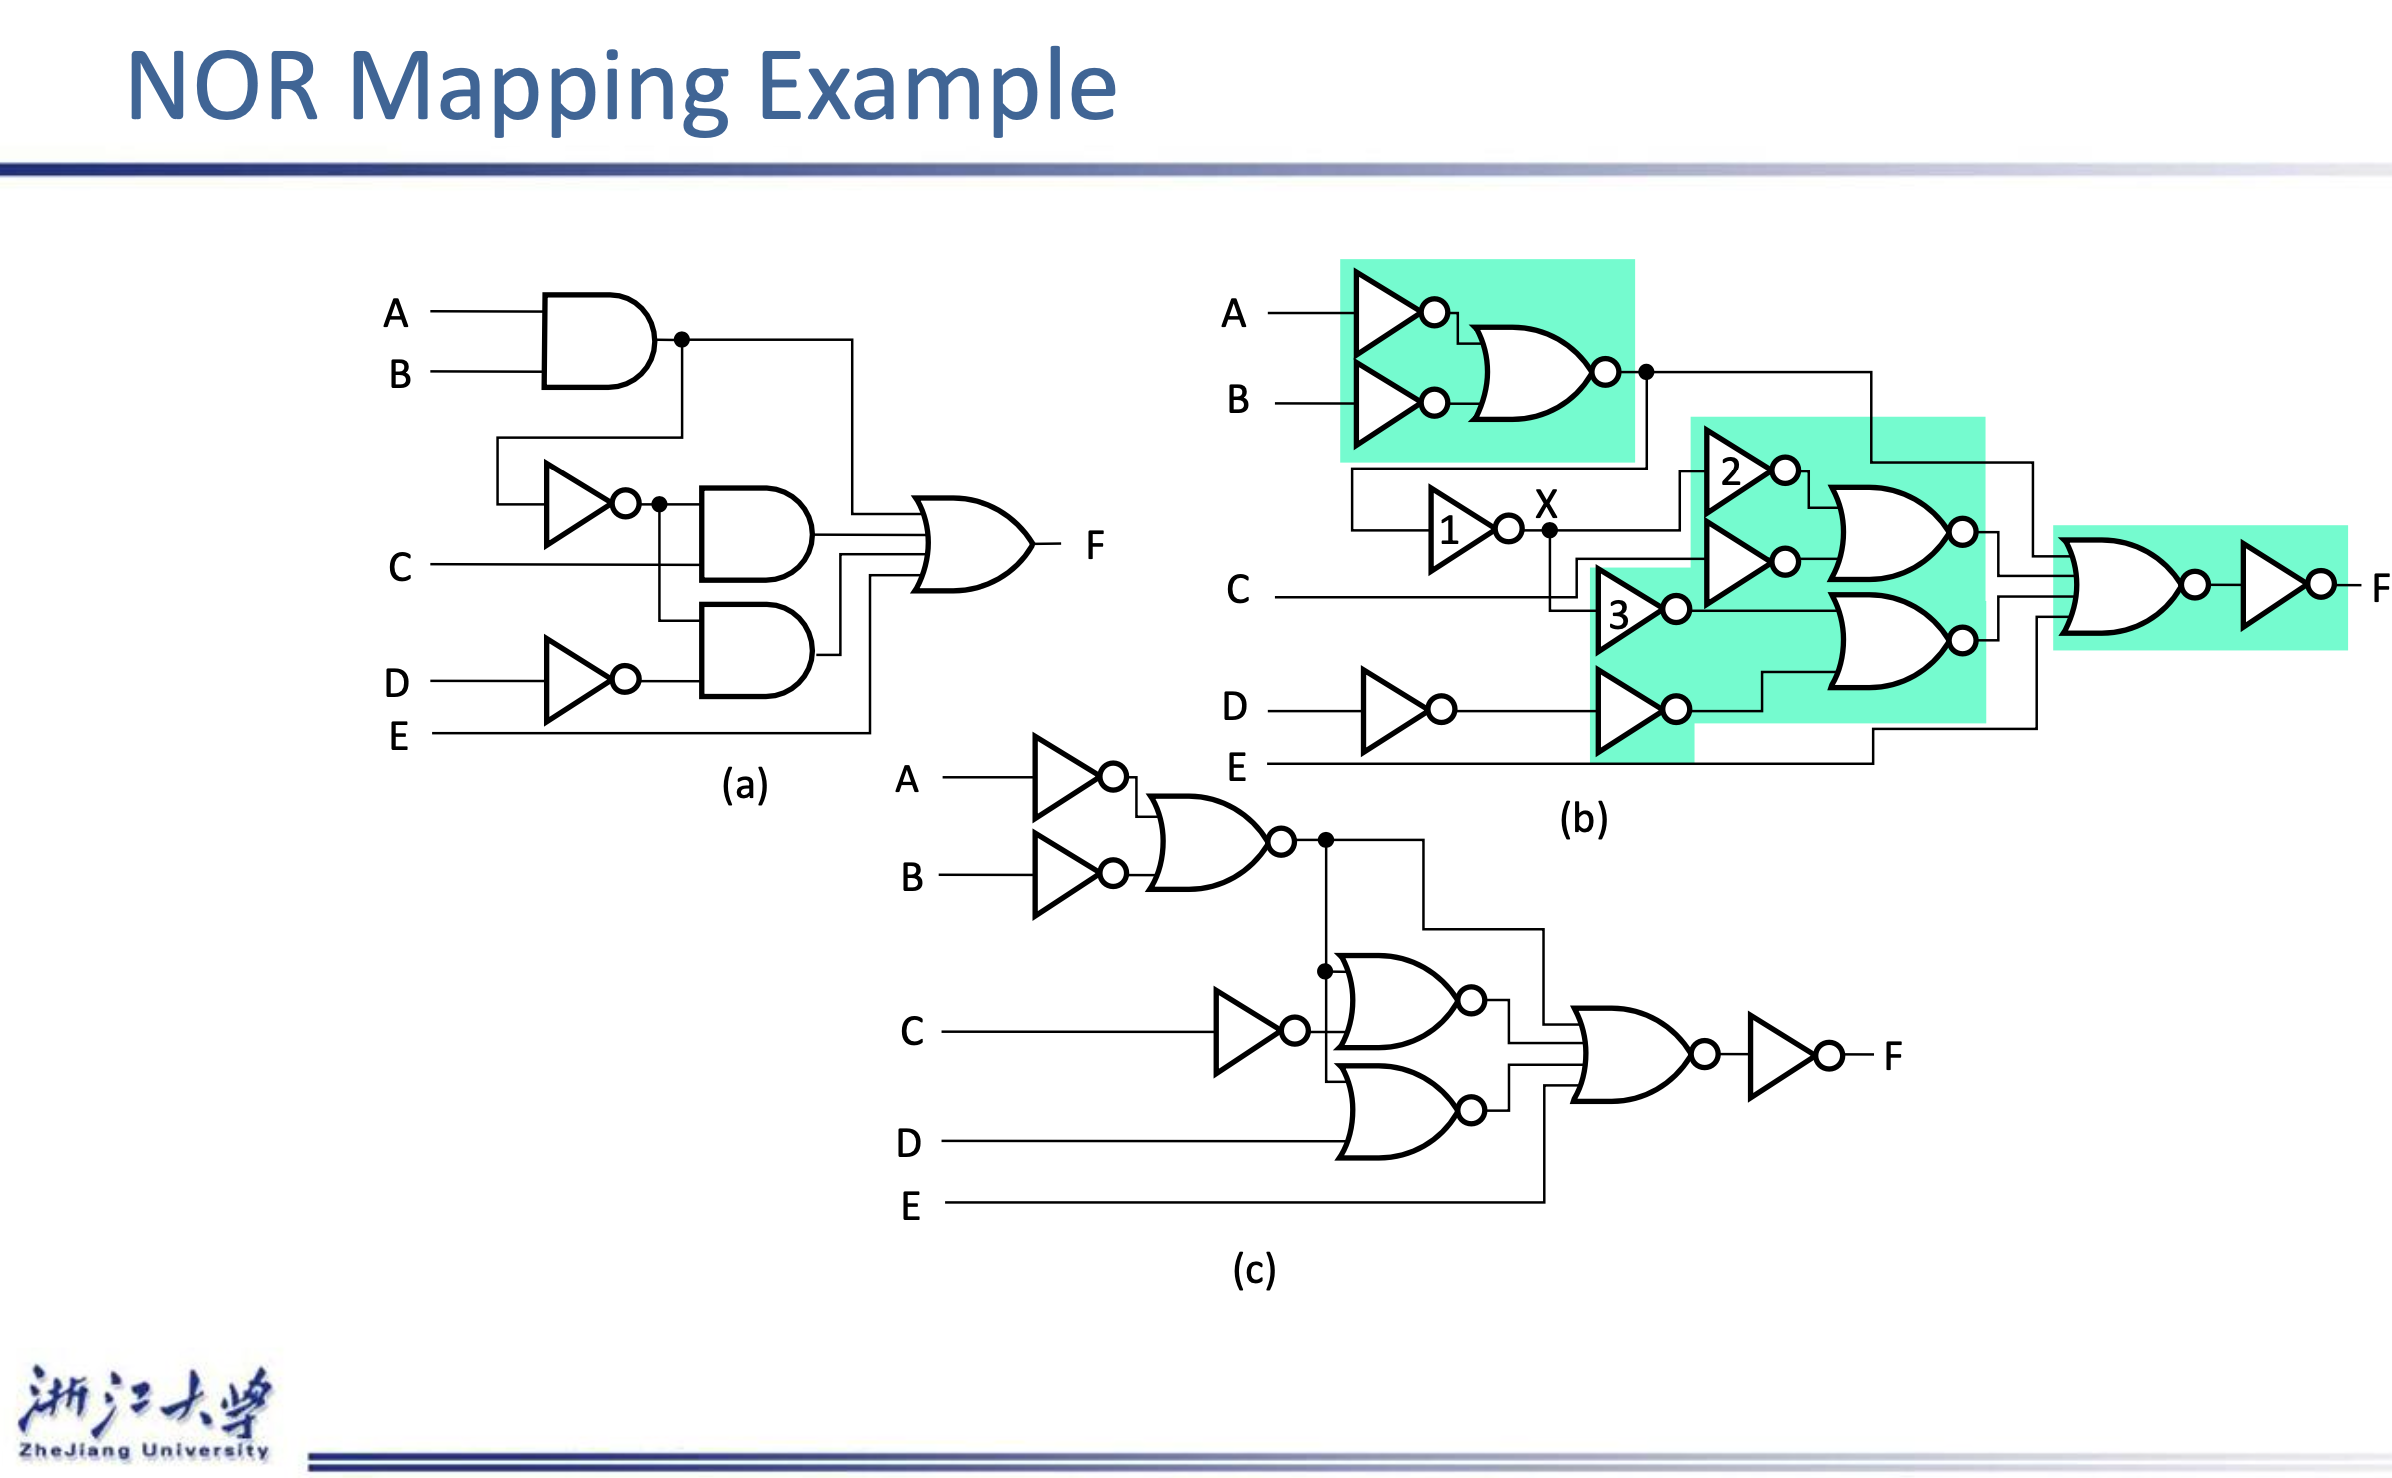 NOR Mapping Example
A
B
C
D
E
F
(a)
A
B
1
X
2
C
3
D
E
F
(b)
A
B
C
D
E
F
(c)
浙江大学
ZheJiang University